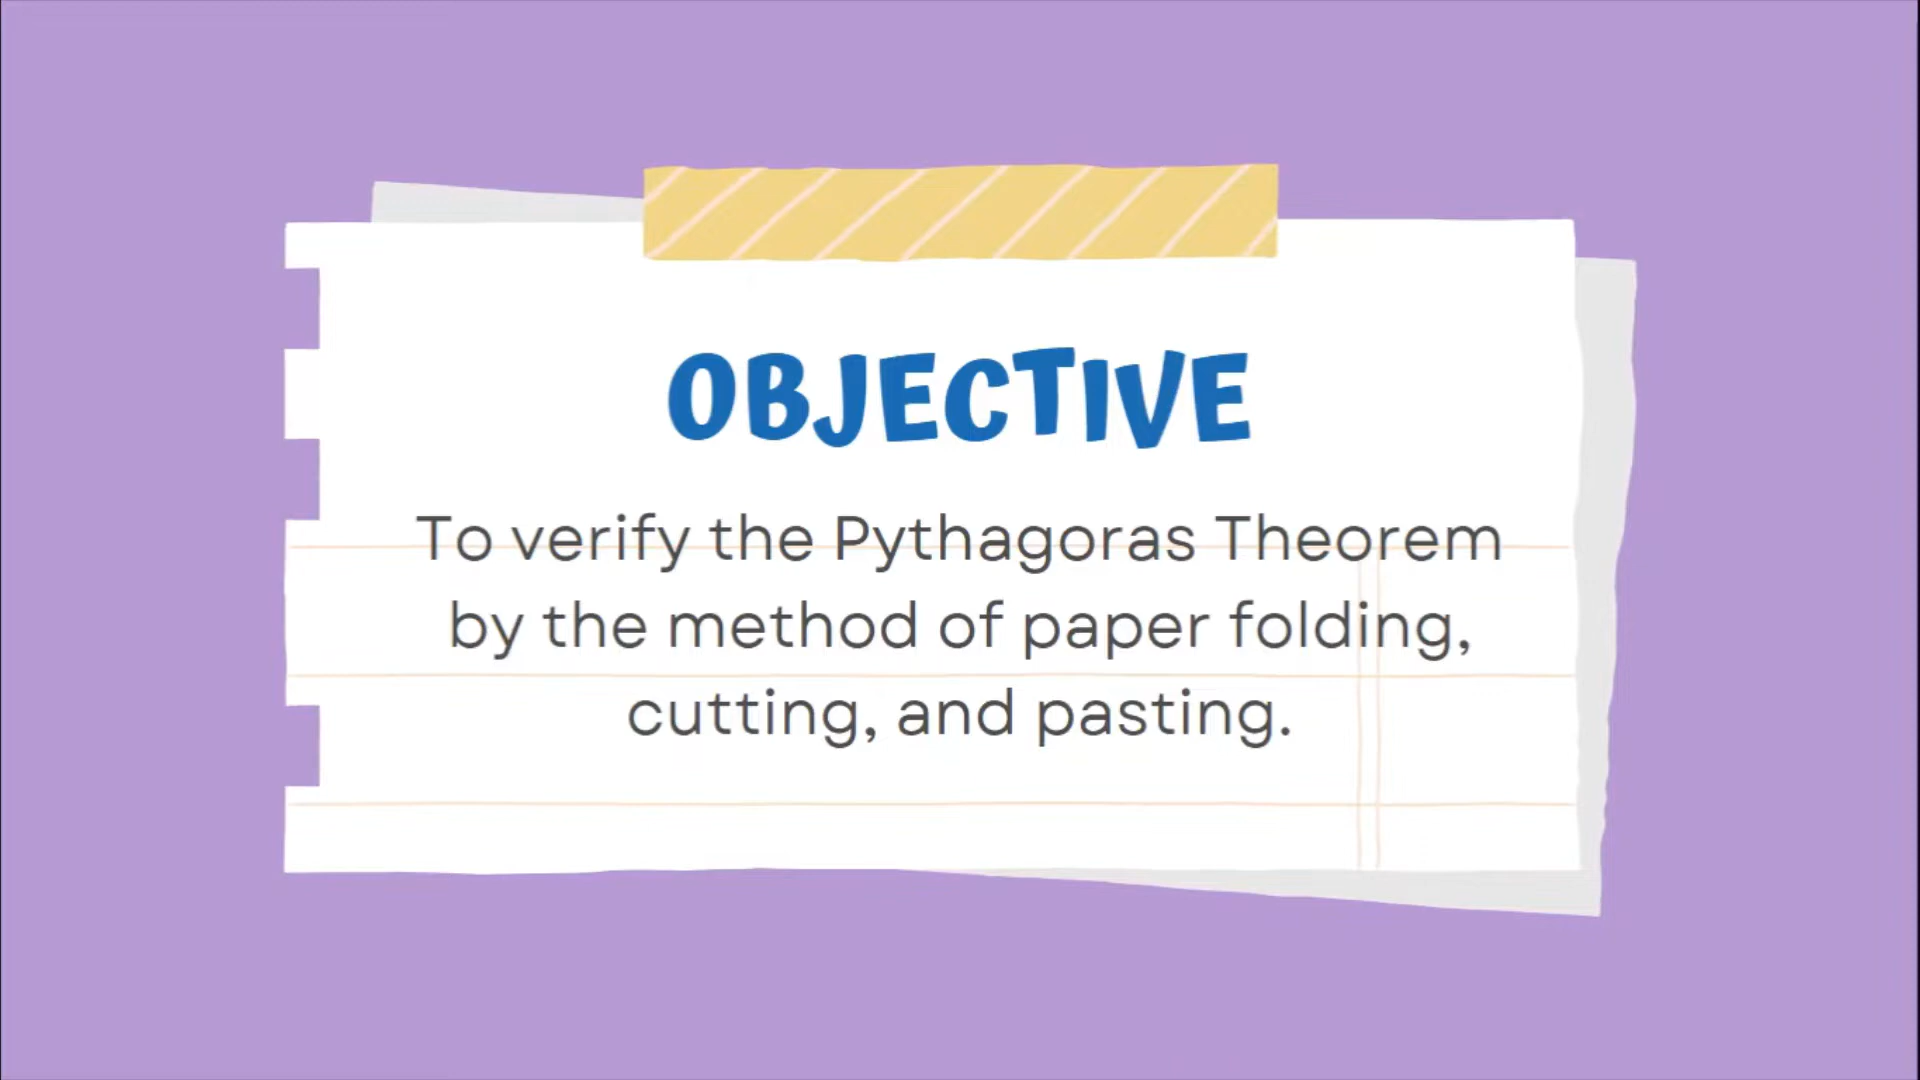 OBJECTIVE
To verify the Pythagoras Theorem
by the method of paper folding,
cutting, and pasting.